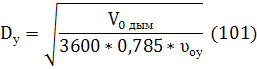 D_у = √(V_0 дым / (3600 * 0,785 * υ_оу)) (101)